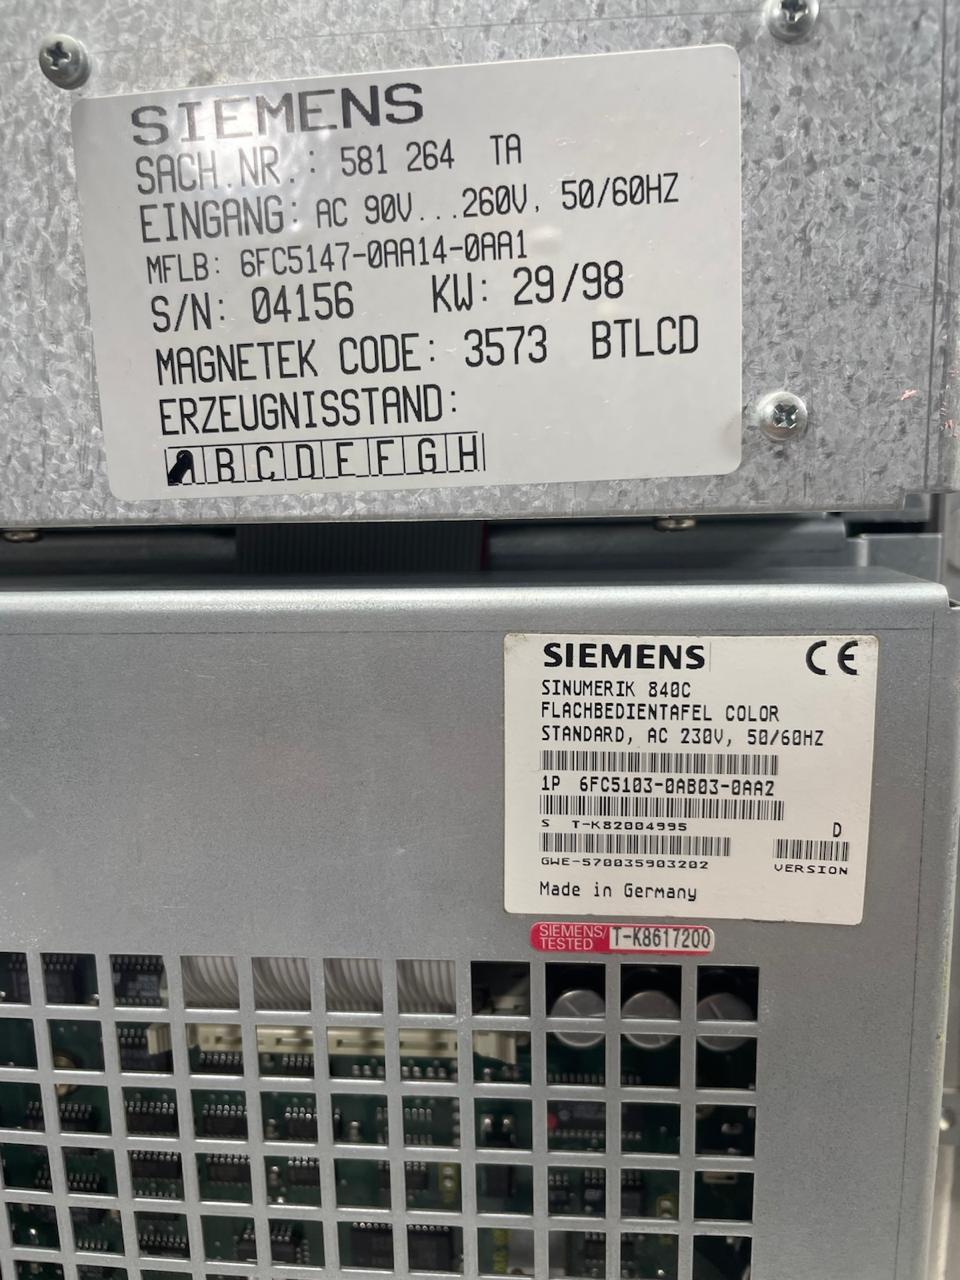 SIEMENS
SACH.NR.: 581 264 TA
EINGANG: AC 90V...260V, 50/60HZ
MFLB: 6FC5147-0AA14-0AA1
S/N: 04156 KW: 29/98
MAGNETEK CODE: 3573 BTLCD
ERZEUGNISSTAND:
A B C D E F G H
SIEMENS CE
SINUMERIK 840C
FLACHBEDIENTAFEL COLOR
STANDARD, AC 230V, 50/60HZ
1P 6FC5103-0AB03-0AA2
S T-K82004995
D
GWE-570035903202
VERSION
Made in Germany
SIEMENS/
TESTED T-K8617200